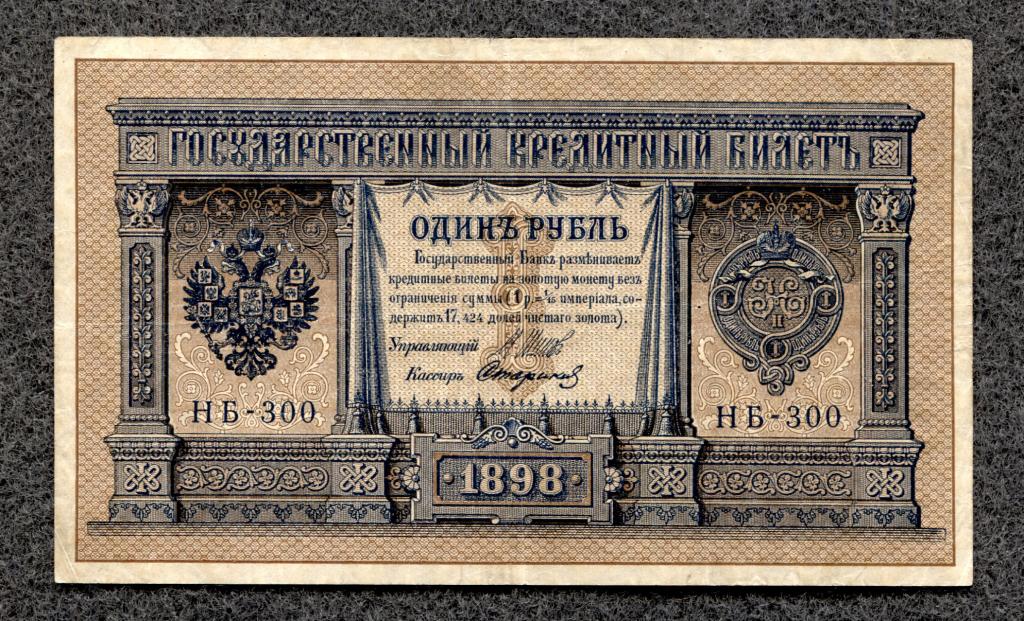 ГОСУДАРСТВЕННЫЙ КРЕДИТНЫЙ БИЛЕТЪ
ОДИНЪ РУБЛЬ
Государственный Банкъ размѣниваетъ
кредитные билеты на золотую монету безъ
ограниченія суммы (1 р.= 1/15 имперіала, со-
держитъ 17,424 долей чистаго золота).
Управляющій
Кассиръ
НБ-300
НБ-300
1898